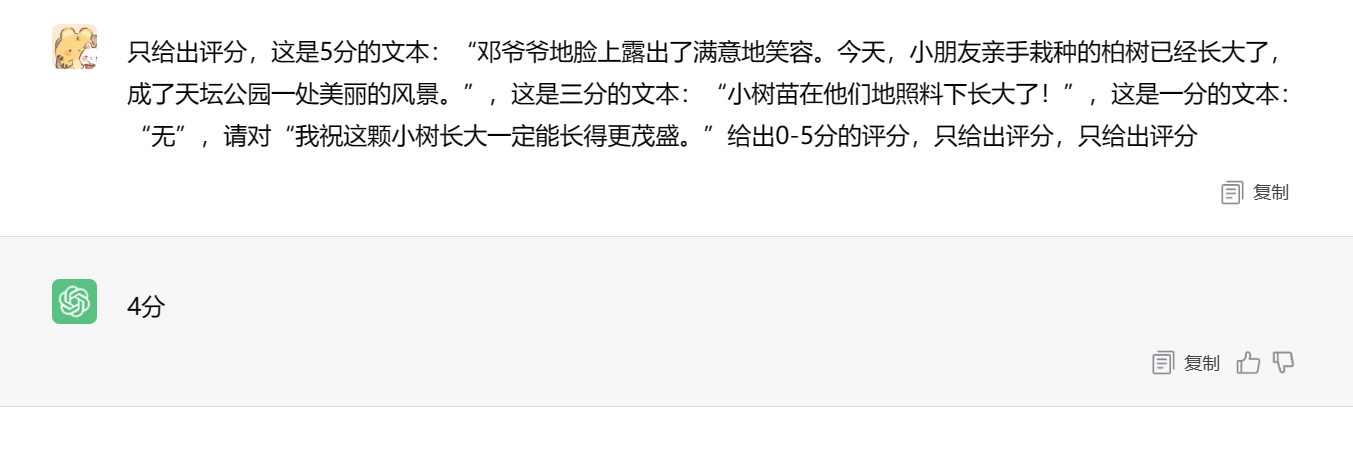 只给出评分，这是5分的文本：“邓爷爷地脸上露出了满意地笑容。今天，小朋友亲手栽种的柏树已经长大了，
成了天坛公园一处美丽的风景。”，这是三分的文本：“小树苗在他们地照料下长大了！”，这是一分的文本：
“无”，请对“我祝这颗小树长大一定能长得更茂盛。”给出0-5分的评分，只给出评分，只给出评分
复制
4分
复制